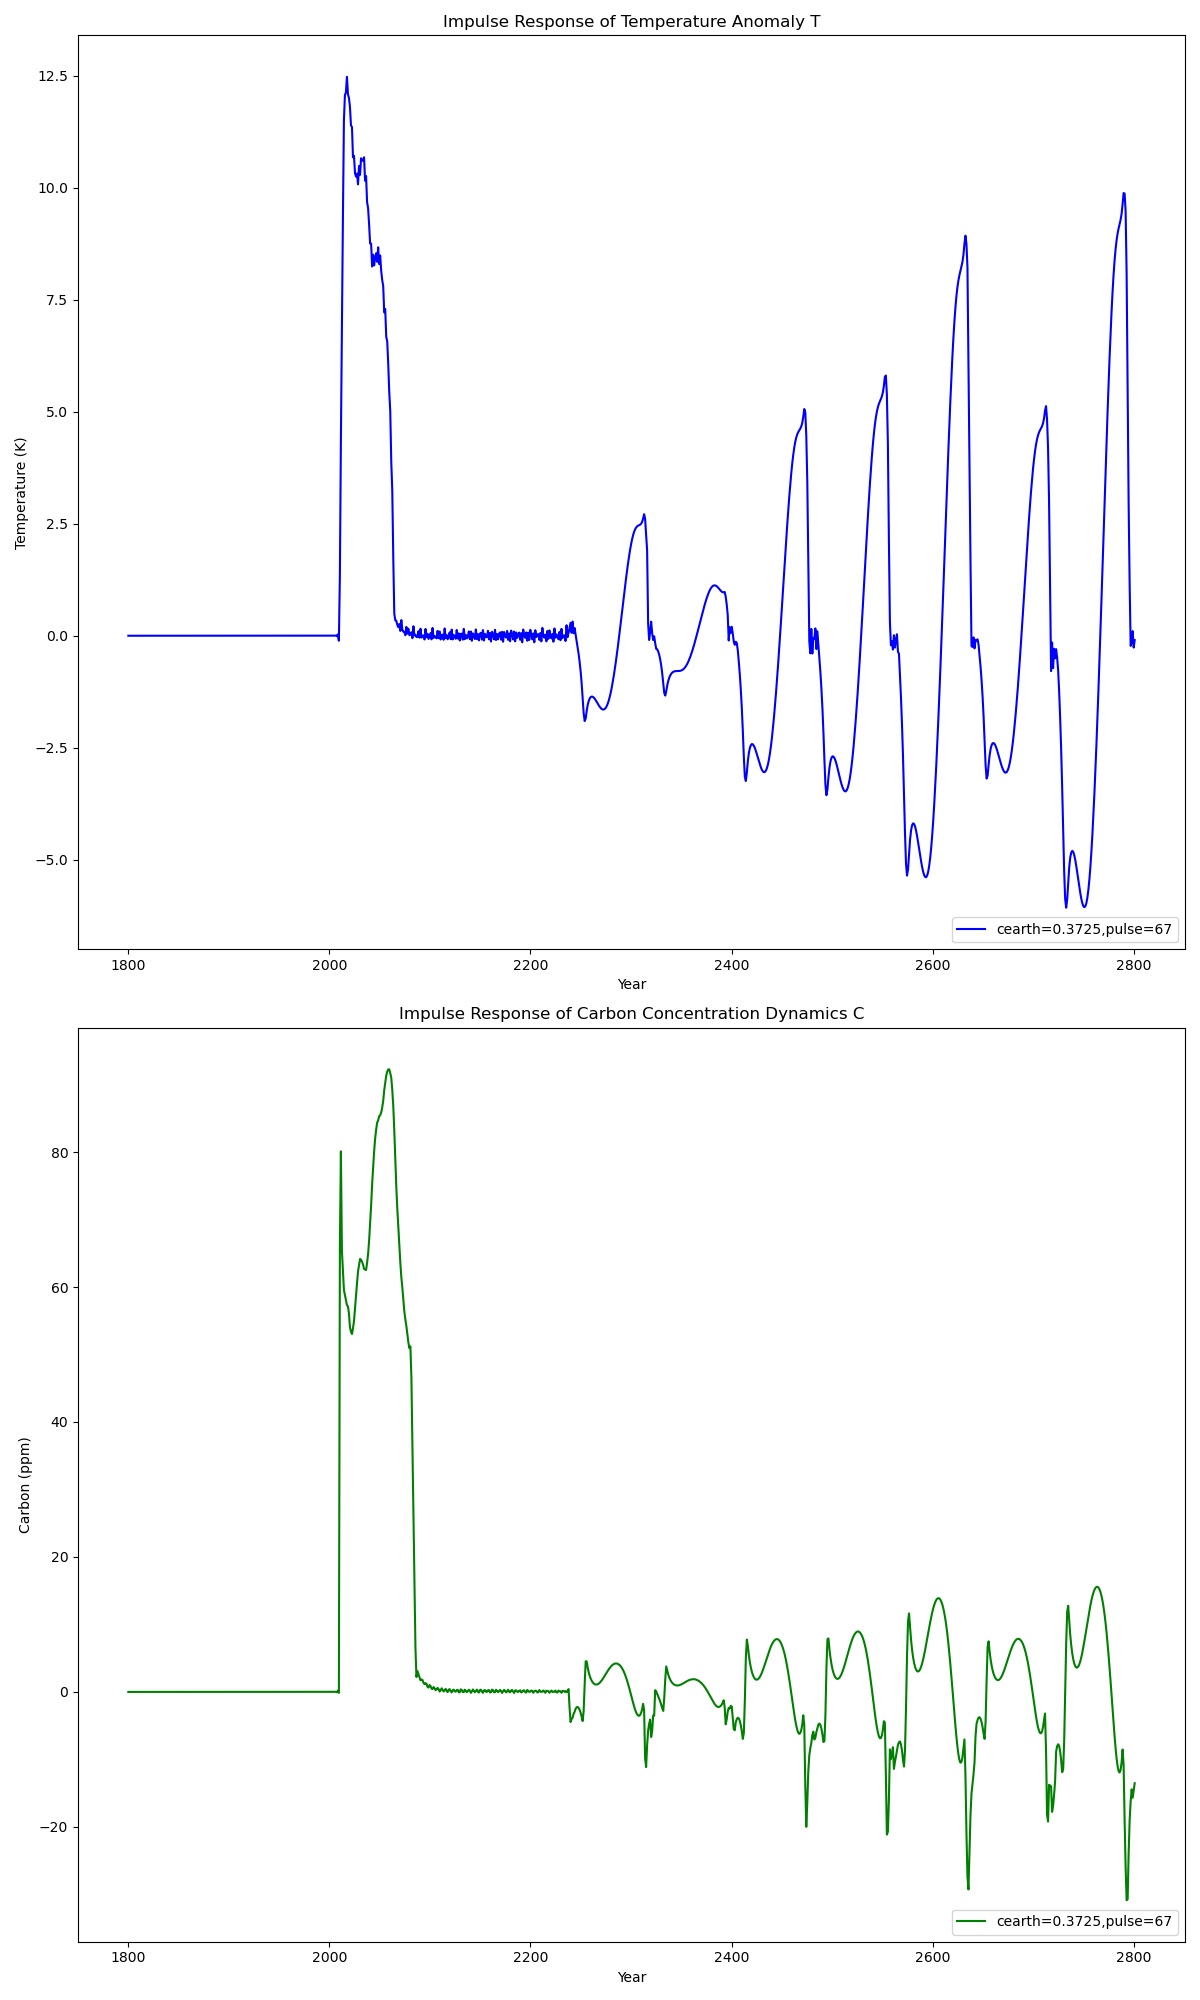 Impulse Response of Temperature Anomaly T
12.5
10.0
7.5
5.0
2.5
0.0
−2.5
−5.0
Temperature (K)
cearth=0.3725,pulse=67
1800 2000 2200 2400 2600 2800
Year
Impulse Response of Carbon Concentration Dynamics C
80
60
40
20
0
−20
Carbon (ppm)
cearth=0.3725,pulse=67
1800 2000 2200 2400 2600 2800
Year